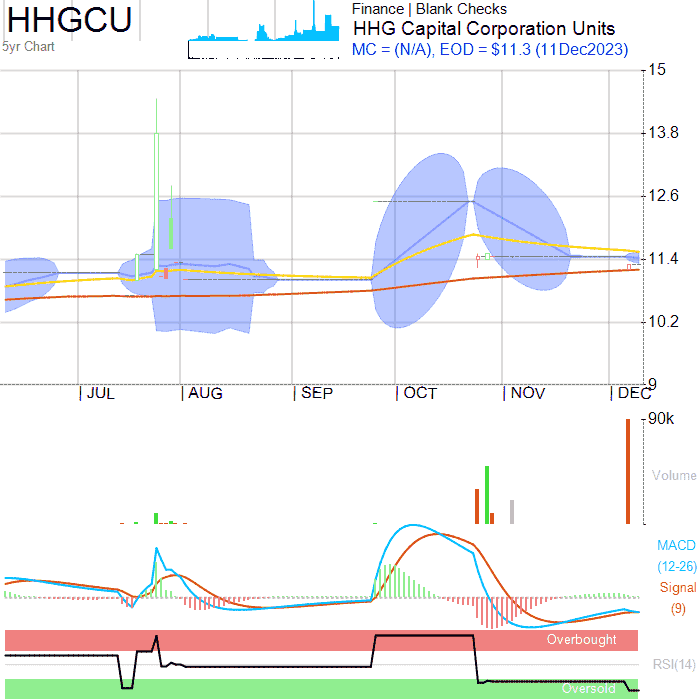 HHGCU
5yr Chart
Finance | Blank Checks
HHG Capital Corporation Units
MC = (N/A), EOD = $11.3 (11Dec2023)
15
13.8
12.6
11.4
10.2
9
JUL
AUG
SEP
OCT
NOV
DEC
90k
Volume
MACD
(12-26)
Signal
(9)
Overbought
RSI(14)
Oversold